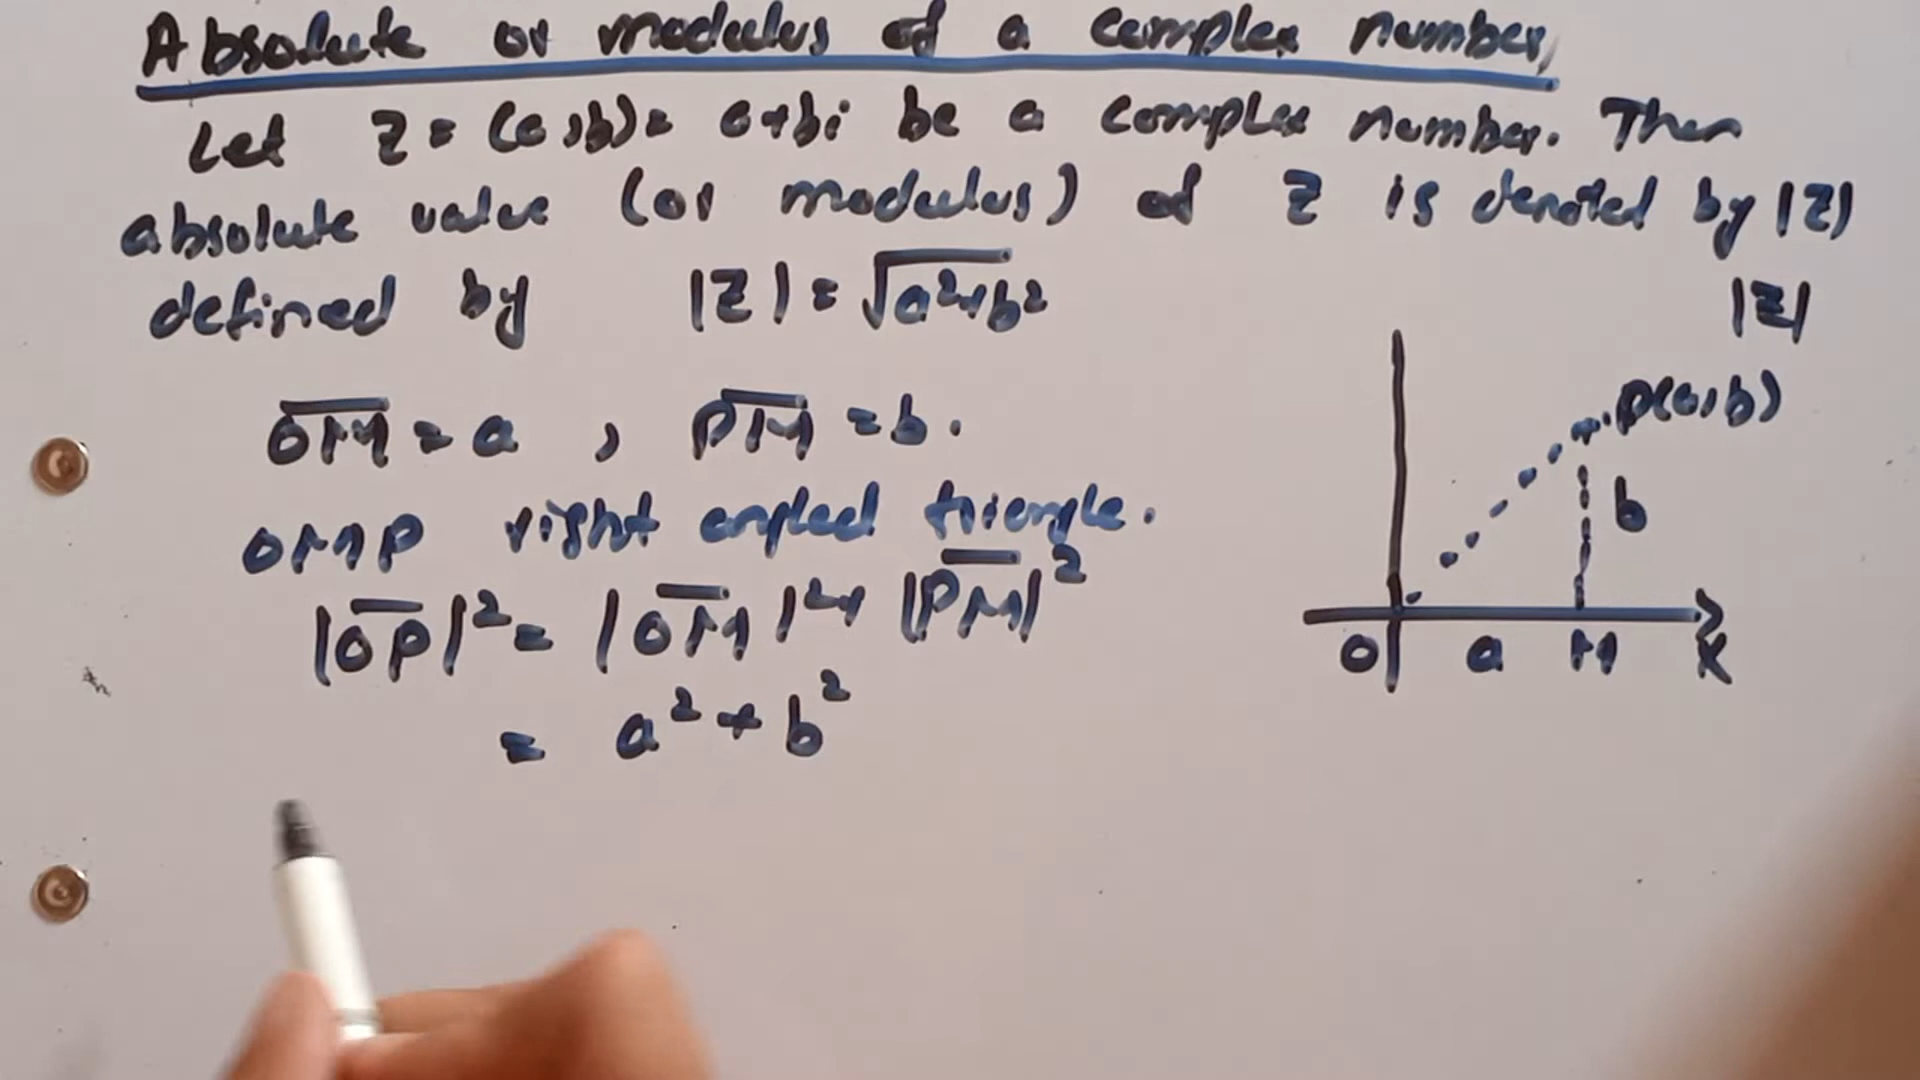 Absolute or modulus of a complex number,
Let Z = (a,b) = a+bi be a complex number. Then
absolute value (or modulus) of Z is denoted by |Z|
defined by |Z| = √a²+b²
|Z|
OM = a , PM = b.
P(a,b)
OMP right angled triangle.
b
|OP|² = |OM|² + |PM|²
O a M X
= a² + b²